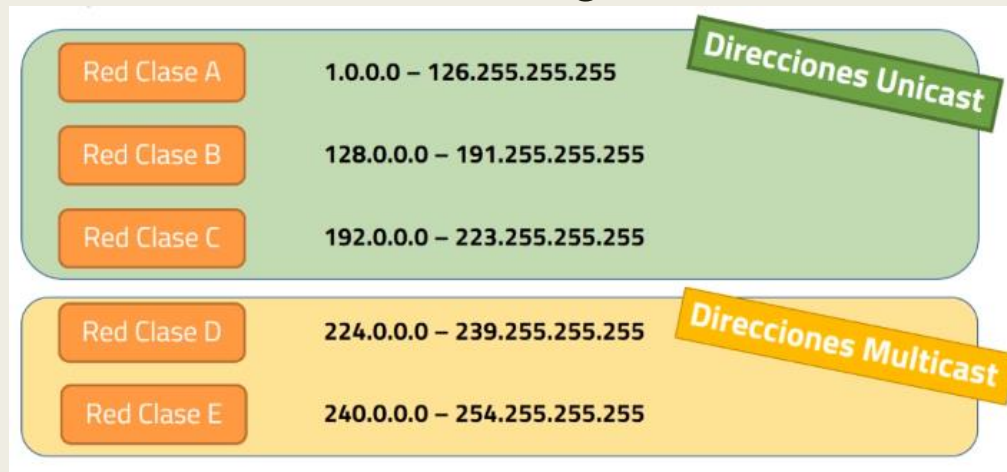 Red Clase A 1.0.0.0 – 126.255.255.255
Direcciones Unicast
Red Clase B 128.0.0.0 – 191.255.255.255
Red Clase C 192.0.0.0 – 223.255.255.255
Red Clase D 224.0.0.0 – 239.255.255.255
Direcciones Multicast
Red Clase E 240.0.0.0 – 254.255.255.255